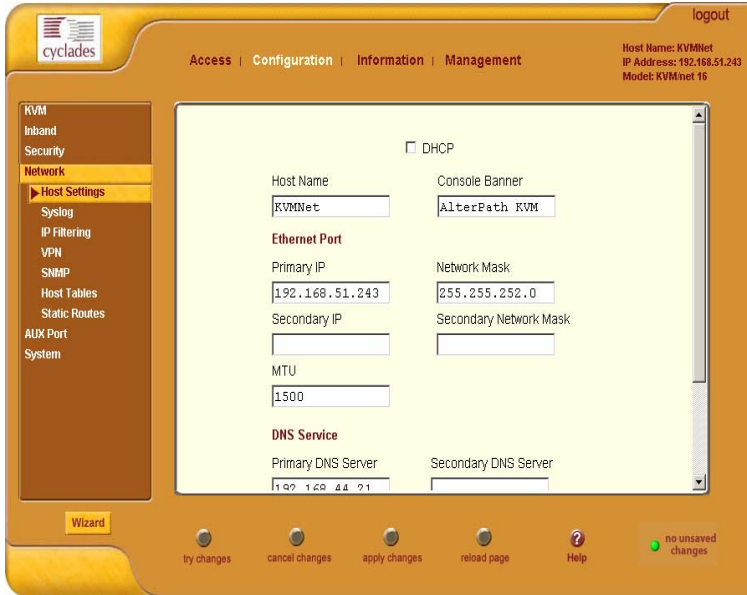 logout
cyclades
Access | Configuration | Information | Management
Host Name: KVMNet
IP Address: 192.168.51.243
Model: KVM/net 16
KVM
Inband
Security
Network
Host Settings
Syslog
IP Filtering
VPN
SNMP
Host Tables
Static Routes
AUX Port
System
DHCP
Host Name Console Banner
KVMNet AlterPath KVM
Ethernet Port
Primary IP Network Mask
192.168.51.243 255.255.252.0
Secondary IP Secondary Network Mask
MTU
1500
DNS Service
Primary DNS Server Secondary DNS Server
192.168.44.21
Wizard
try changes cancel changes apply changes reload page Help no unsaved
changes